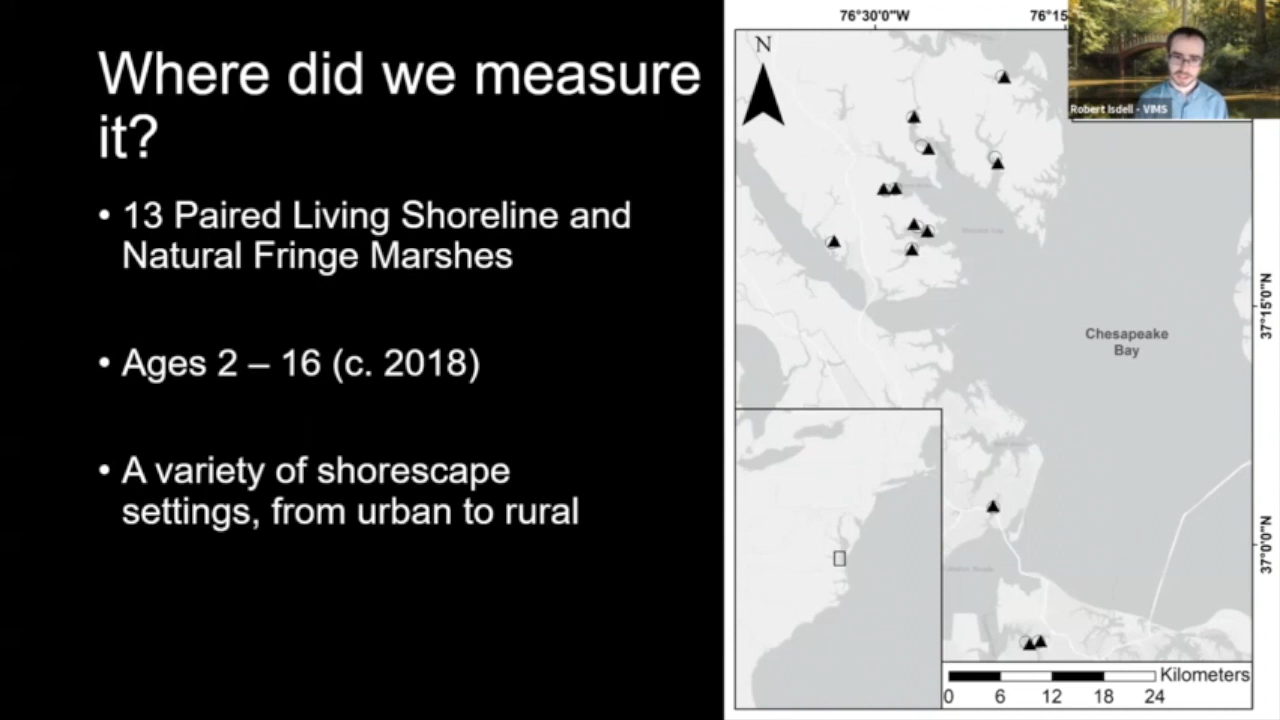 Where did we measure
it?
• 13 Paired Living Shoreline and
Natural Fringe Marshes
• Ages 2 – 16 (c. 2018)
• A variety of shorescape
settings, from urban to rural
76°30'0"W
76°15
N
Robert Isdell - VIMS
37°15'0"N
Chesapeake
Bay
37°0'0"N
Kilometers
0 6 12 18 24